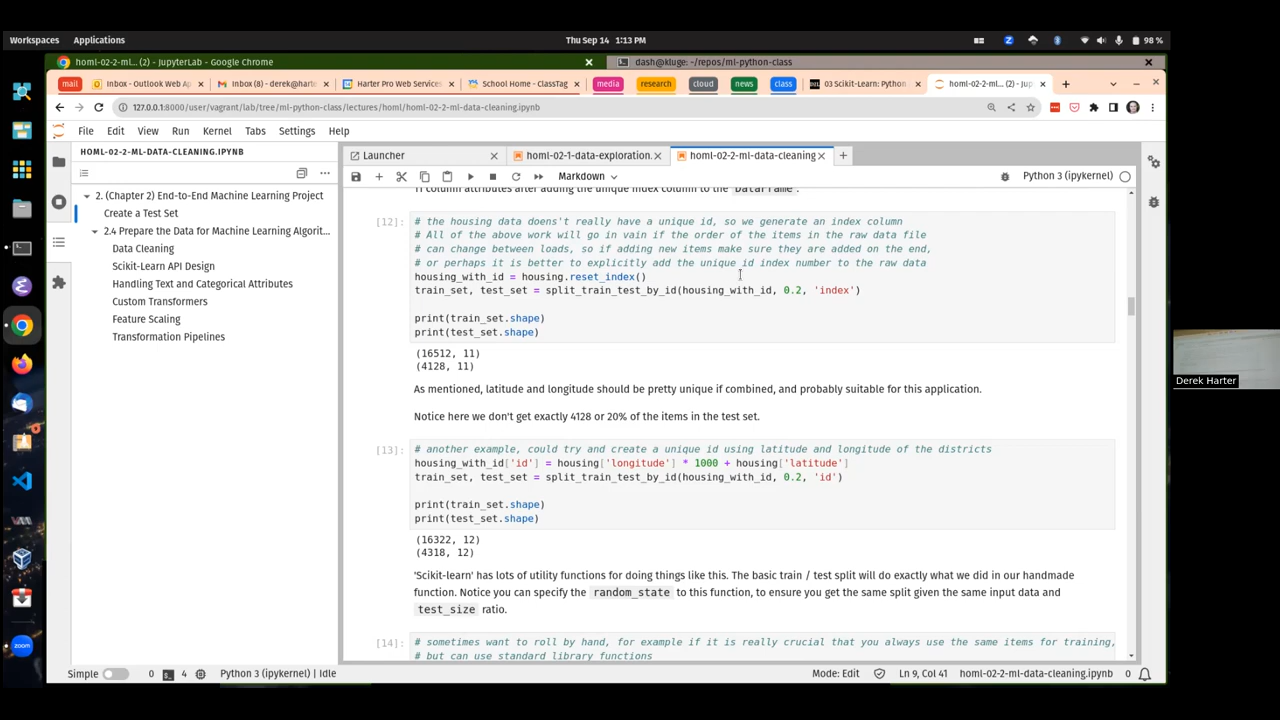 Workspaces Applications Thu Sep 14 1:13 PM 98 %
homl-02-2-ml-data-cleaning.ipynb (2) - JupyterLab - Google Chrome dash@kluge: ~/repos/ml-python-class
mail Inbox - Outlook Web Ap Inbox (8) - derek@harte Harter Pro Web Services School Home - ClassTag media research cloud news class 03 Scikit-Learn: Python homl-02-2-ml... (2) - Jup
127.0.0.1:8000/user/vagrant/lab/tree/ml-python-class/lectures/homl/homl-02-2-ml-data-cleaning.ipynb
File Edit View Run Kernel Tabs Settings Help
HOML-02-2-ML-DATA-CLEANING.IPYNB
2. (Chapter 2) End-to-End Machine Learning Project
Create a Test Set
2.4 Prepare the Data for Machine Learning Algorit...
Data Cleaning
Scikit-Learn API Design
Handling Text and Categorical Attributes
Custom Transformers
Feature Scaling
Transformation Pipelines
Launcher homl-02-1-data-exploration. homl-02-2-ml-data-cleaning
Markdown Python 3 (ipykernel)
11 column attributes after adding the unique index column to the DataFrame.
[12]: # the housing data doens't really have a unique id, so we generate an index column
# All of the above work will go in vain if the order of the items in the raw data file
# can change between loads, so if adding new items make sure they are added on the end,
# or perhaps it is better to explicitly add the unique id index number to the raw data
housing_with_id = housing.reset_index()
train_set, test_set = split_train_test_by_id(housing_with_id, 0.2, 'index')
print(train_set.shape)
print(test_set.shape)
(16512, 11)
(4128, 11)
As mentioned, latitude and longitude should be pretty unique if combined, and probably suitable for this application.
Notice here we don't get exactly 4128 or 20% of the items in the test set.
[13]: # another example, could try and create a unique id using latitude and longitude of the districts
housing_with_id['id'] = housing['longitude'] * 1000 + housing['latitude']
train_set, test_set = split_train_test_by_id(housing_with_id, 0.2, 'id')
print(train_set.shape)
print(test_set.shape)
(16322, 12)
(4318, 12)
'Scikit-learn' has lots of utility functions for doing things like this. The basic train / test split will do exactly what we did in our handmade
function. Notice you can specify the random_state to this function, to ensure you get the same split given the same input data and
test_size ratio.
[14]: # sometimes want to roll by hand, for example if it is really crucial that you always use the same items for training,
# but can use standard library functions
Simple 0 4 Python 3 (ipykernel) | Idle Mode: Edit Ln 9, Col 41 homl-02-2-ml-data-cleaning.ipynb 0
Derek Harter